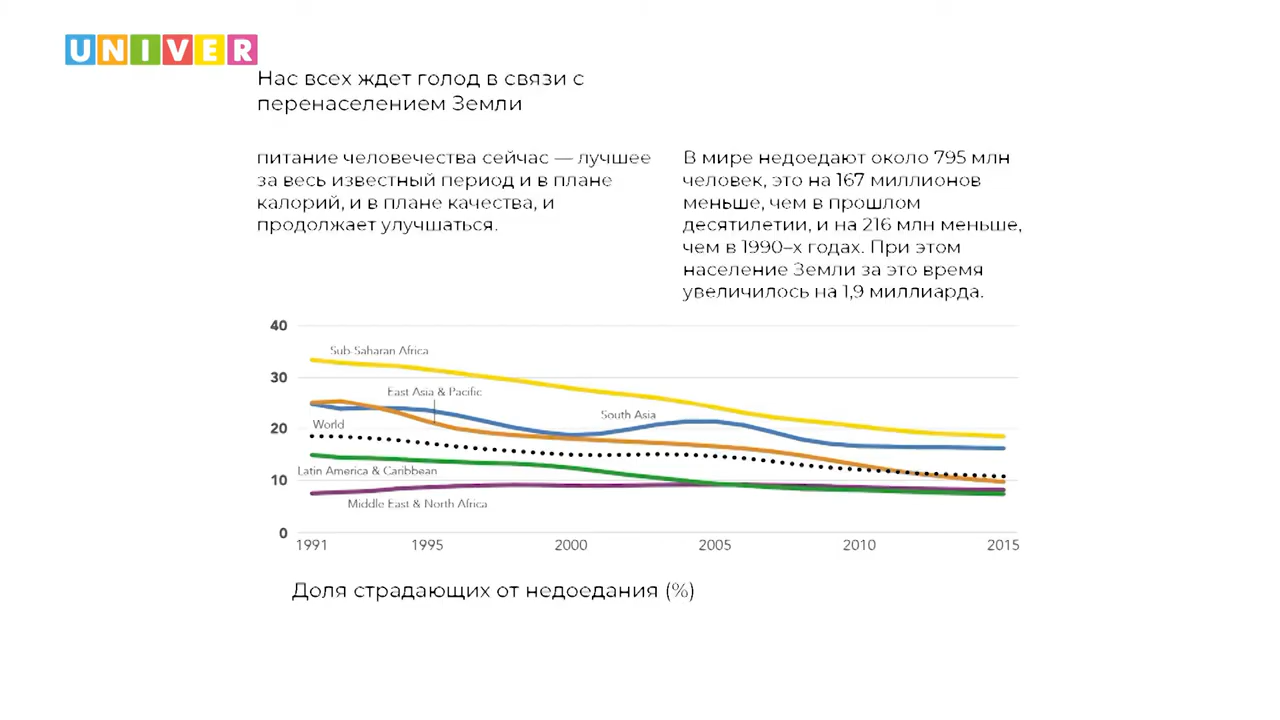 UNIVER
Нас всех ждет голод в связи с
перенаселением Земли
питание человечества сейчас — лучшее
за весь известный период и в плане
калорий, и в плане качества, и
продолжает улучшаться.
В мире недоедают около 795 млн
человек, это на 167 миллионов
меньше, чем в прошлом
десятилетии, и на 216 млн меньше,
чем в 1990-х годах. При этом
население Земли за это время
увеличилось на 1,9 миллиарда.
40
Sub-Saharan Africa
30
East Asia & Pacific
South Asia
20
World
Latin America & Caribbean
10
Middle East & North Africa
0
1991 1995 2000 2005 2010 2015
Доля страдающих от недоедания (%)